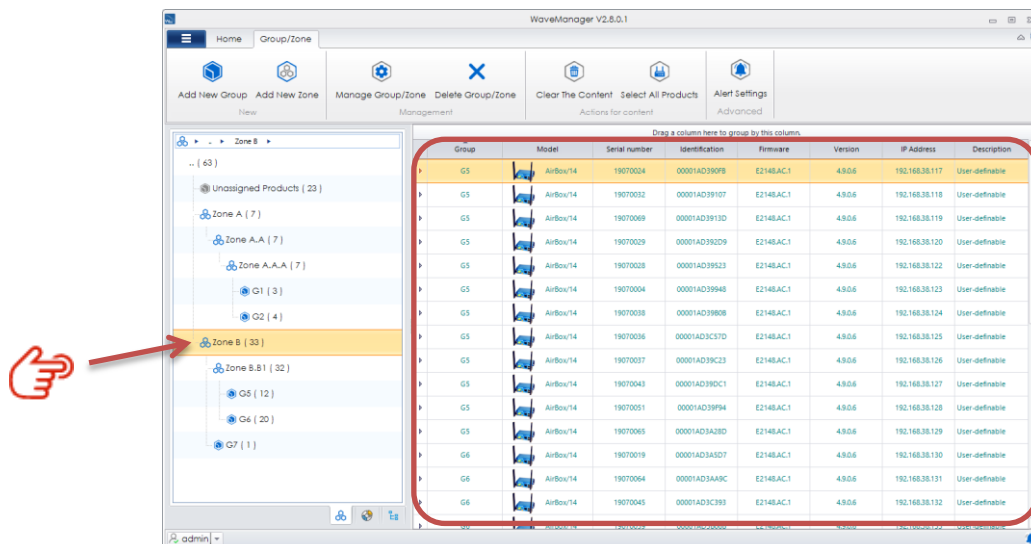 WaveManager V2.8.0.1
Home Group/Zone
Add New Group Add New Zone Manage Group/Zone Delete Group/Zone Clear The Content Select All Products Alert Settings
New Management Actions for content Advanced
.. Zone B
.. ( 63 )
Unassigned Products ( 23 )
Zone A ( 7 )
Zone A.A ( 7 )
Zone A.A.A ( 7 )
G1 ( 3 )
G2 ( 4 )
Zone B ( 33 )
Zone B.B1 ( 32 )
G5 ( 12 )
G6 ( 20 )
G7 ( 1 )
Drag a column here to group by this column.
Group Model Serial number Identification Firmware Version IP Address Description
G5 AirBox/14 19070024 00001AD390FB E2148.AC.1 4.9.0.6 192.168.38.117 User-definable
G5 AirBox/14 19070032 00001AD39107 E2148.AC.1 4.9.0.6 192.168.38.118 User-definable
G5 AirBox/14 19070069 00001AD3913D E2148.AC.1 4.9.0.6 192.168.38.119 User-definable
G5 AirBox/14 19070029 00001AD392D9 E2148.AC.1 4.9.0.6 192.168.38.120 User-definable
G5 AirBox/14 19070028 00001AD39523 E2148.AC.1 4.9.0.6 192.168.38.122 User-definable
G5 AirBox/14 19070004 00001AD39948 E2148.AC.1 4.9.0.6 192.168.38.123 User-definable
G5 AirBox/14 19070038 00001AD39B0B E2148.AC.1 4.9.0.6 192.168.38.124 User-definable
G5 AirBox/14 19070036 00001AD3C57D E2148.AC.1 4.9.0.6 192.168.38.125 User-definable
G5 AirBox/14 19070037 00001AD39C23 E2148.AC.1 4.9.0.6 192.168.38.126 User-definable
G5 AirBox/14 19070043 00001AD39DC1 E2148.AC.1 4.9.0.6 192.168.38.127 User-definable
G5 AirBox/14 19070051 00001AD39F94 E2148.AC.1 4.9.0.6 192.168.38.128 User-definable
G5 AirBox/14 19070065 00001AD3A28D E2148.AC.1 4.9.0.6 192.168.38.129 User-definable
G6 AirBox/14 19070019 00001AD3A5D7 E2148.AC.1 4.9.0.6 192.168.38.130 User-definable
G6 AirBox/14 19070064 00001AD3AA9C E2148.AC.1 4.9.0.6 192.168.38.131 User-definable
G6 AirBox/14 19070045 00001AD3C393 E2148.AC.1 4.9.0.6 192.168.38.132 User-definable
admin